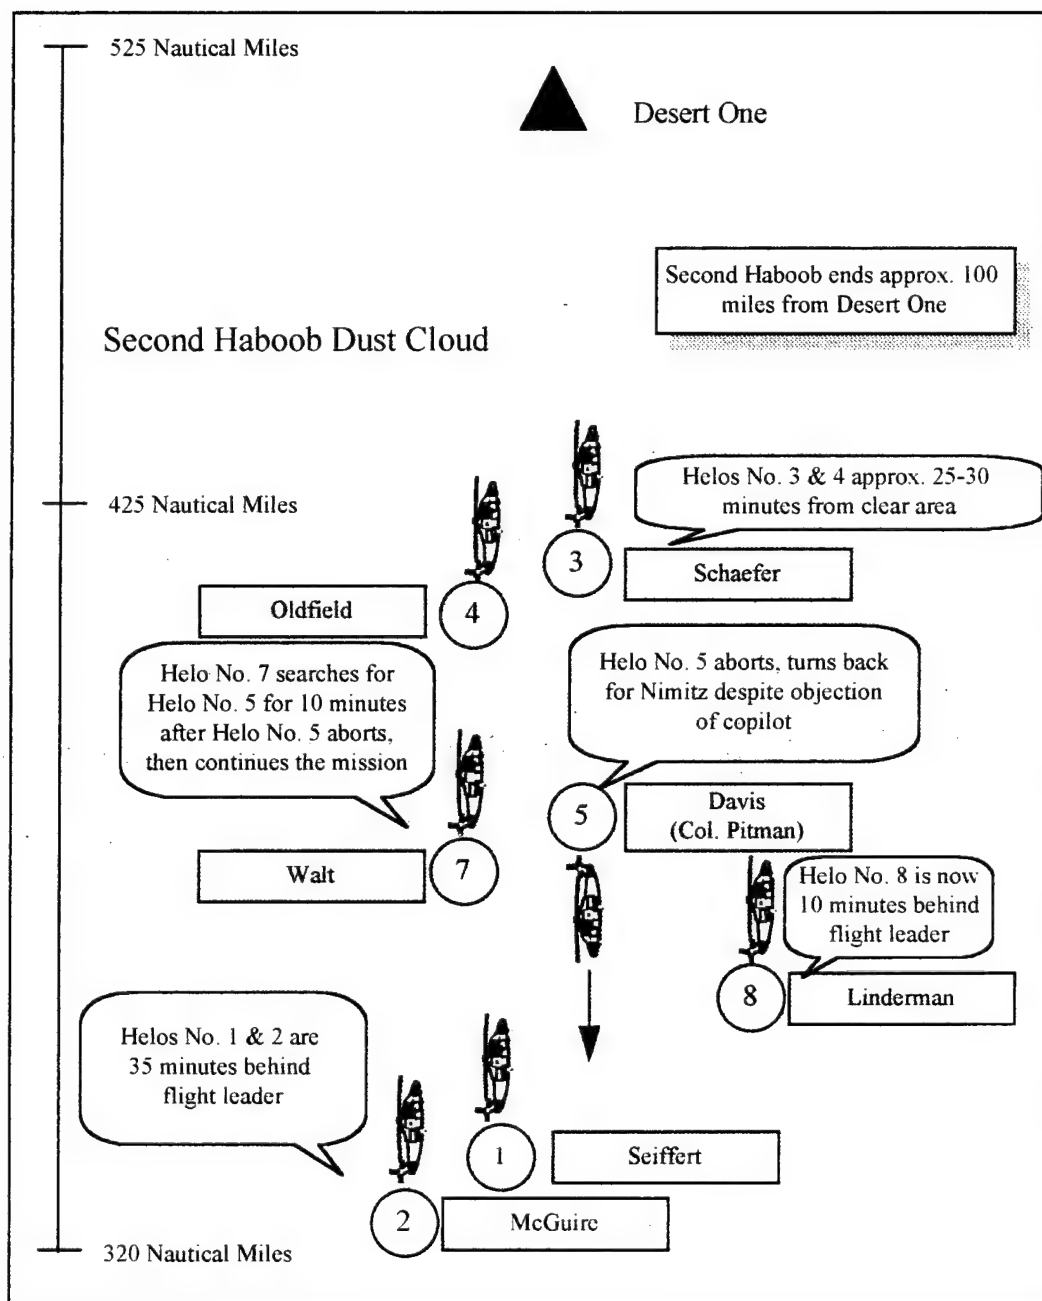 525 Nautical Miles
Desert One
Second Haboob ends approx. 100
miles from Desert One
Second Haboob Dust Cloud
Helos No. 3 & 4 approx. 25-30
minutes from clear area
425 Nautical Miles
3
Schaefer
Oldfield
4
Helo No. 7 searches for
Helo No. 5 for 10 minutes
after Helo No. 5 aborts,
then continues the mission
Helo No. 5 aborts, turns back
for Nimitz despite objection
of copilot
5
Davis
(Col. Pitman)
Walt
7
Helo No. 8 is now
10 minutes behind
flight leader
8
Linderman
Helos No. 1 & 2 are
35 minutes behind
flight leader
1
Seiffert
2
McGuire
320 Nautical Miles